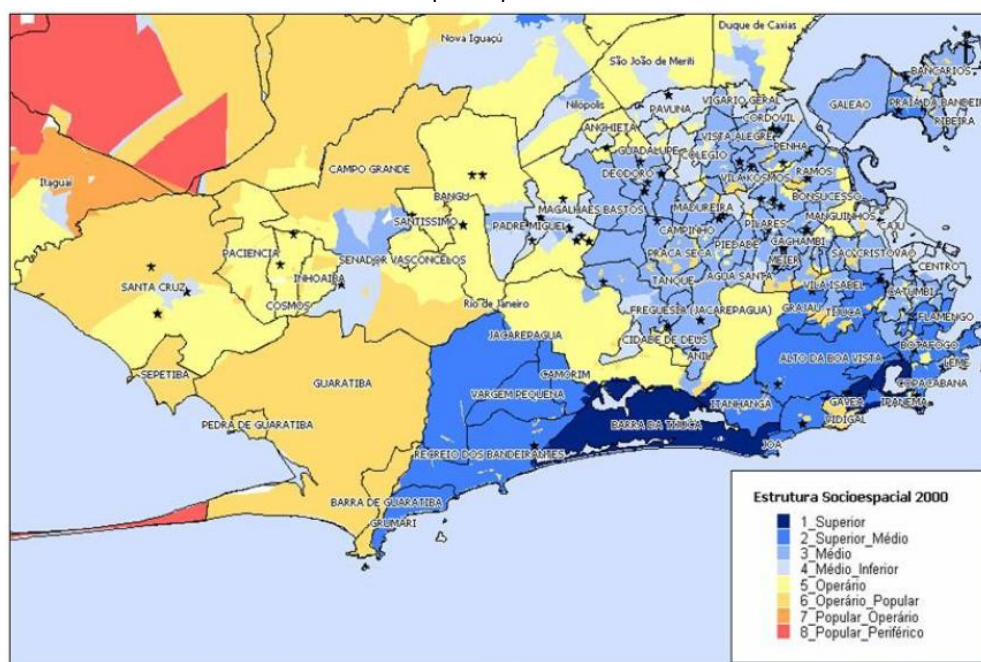 Duque de Caxias
Nova Iguaçú
São João de Meriti
BANCARIOS
Nilópolis
PAVUNA
VIGARIO GERAL
GALEAO
PRAIA DA BANDEIR
CORDOVIL
RIBEIRA
ANCHIETA
VISTA ALEGRE
GUADALUPE
COLEGIO
PENHA
CAMPO GRANDE
DEODORO
VILA KOSMOS
RAMOS
Itaguaí
BANGU
MAGALHAES BASTOS
MADUREIRA
BONSUCESSO
SANTISSIMO
PADRE MIGUEL
CAMPINHO
PILARES
MANGUINHOS
CAJU
PACIENCIA
PIEDADE
CACHAMBI
SENADOR VASCONCELOS
PRACA SECA
MEIER
SAO CRISTOVAO
CENTRO
INHOAIBA
TANQUE
AGUA SANTA
SANTA CRUZ
VILA ISABEL
CATUMBI
COSMOS
Rio de Janeiro
FREGUESIA (JACAREPAGUA)
GRAJAU
TIJUCA
FLAMENGO
JACAREPAGUA
CIDADE DE DEUS
BOTAFOGO
ANIL
ALTO DA BOA VISTA
LEME
SEPETIBA
GUARATIBA
CAMORIM
COPACABANA
VARGEM PEQUENA
ITANHANGA
GAVEA
IPANEMA
VIDIGAL
PEDRA DE GUARATIBA
BARRA DA TIJUCA
JOA
RECREIO DOS BANDEIRANTES
BARRA DE GUARATIBA
GRUMARI
Estrutura Socioespacial 2000
1_Superior
2_Superior_Médio
3_Médio
4_Médio_Inferior
5_Operário
6_Operário_Popular
7_Popular_Operário
8_Popular_Periférico